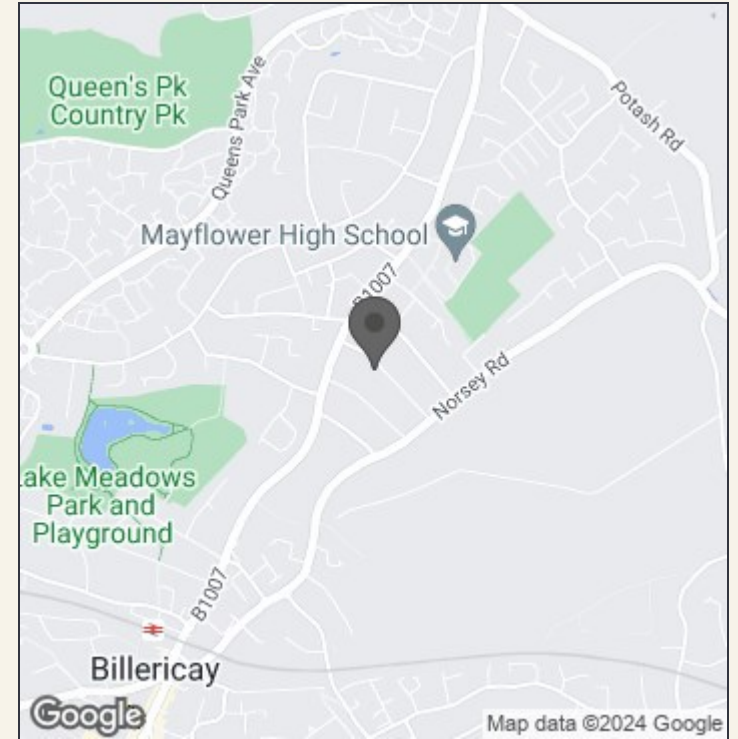 Queen's Pk
Country Pk
Queens Park Ave
Potash Rd
Mayflower High School
B1007
Norsey Rd
Lake Meadows
Park and
Playground
B1007
Billericay
Google
Map data ©2024 Google